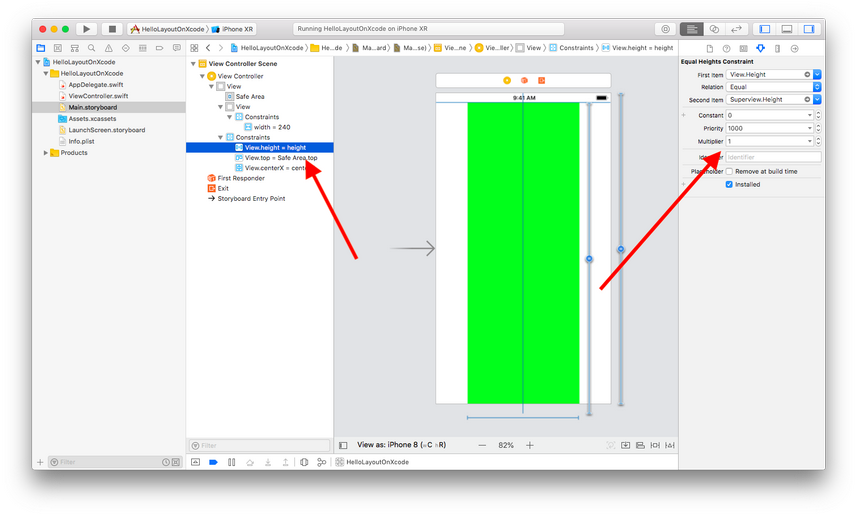 HelloLayoutOnXcode iPhone XR
Running HelloLayoutOnXcode on iPhone XR
HelloLayoutOnXcode He...de Ma...ard Ma...se) Vie...ne Vie...ller View Constraints View.height = height
HelloLayoutOnXcode
HelloLayoutOnXcode
AppDelegate.swift
ViewController.swift
Main.storyboard
Assets.xcassets
LaunchScreen.storyboard
Info.plist
Products
View Controller Scene
View Controller
View
Safe Area
View
Constraints
width = 240
Constraints
View.height = height
View.top = Safe Area.top
View.centerX = cente
First Responder
Exit
Storyboard Entry Point
9:41 AM
Equal Heights Constraint
First Item View.Height
Relation Equal
Second Item Superview.Height
Constant 0
Priority 1000
Multiplier 1
Identifier Identifier
Placeholder Remove at build time
Installed
Filter
View as: iPhone 8 (wC hR)
82%
Filter
HelloLayoutOnXcode